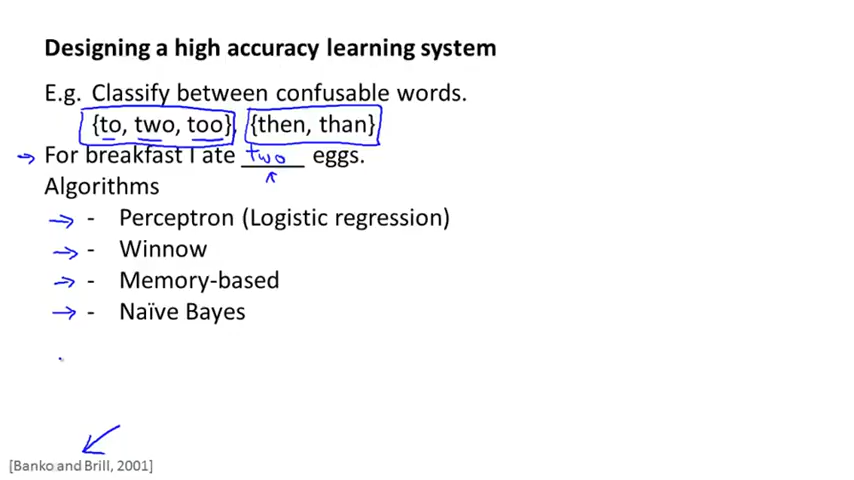 Designing a high accuracy learning system
E.g. Classify between confusable words.
{to, two, too}, {then, than}
For breakfast I ate two eggs.
Algorithms
- Perceptron (Logistic regression)
- Winnow
- Memory-based
- Naïve Bayes
[Banko and Brill, 2001]